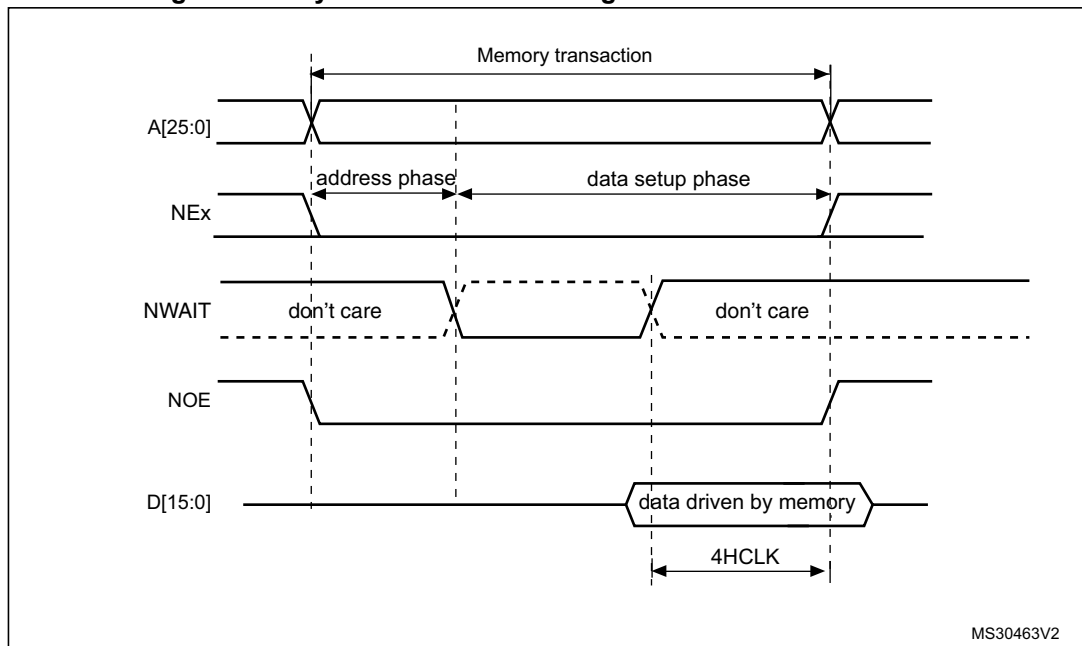 Memory transaction
A[25:0]
address phase
data setup phase
NEx
NWAIT
don't care
don't care
NOE
D[15:0]
data driven by memory
4HCLK
MS30463V2